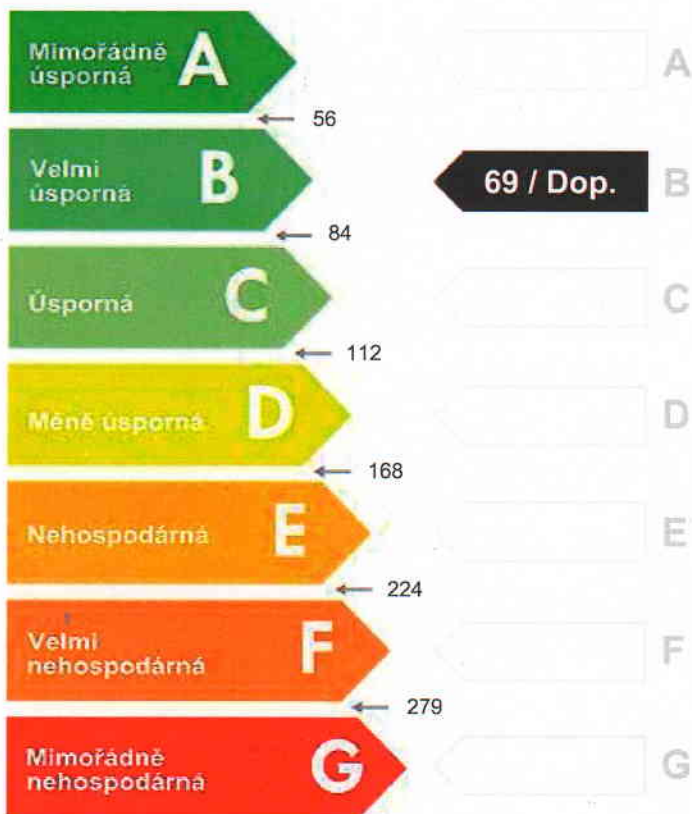 Mimořádně
úsporná
A
A
56
Velmi
úsporná
B
69 / Dop.
B
84
Úsporná
C
C
112
Méně úsporná
D
D
168
Nehospodárná
E
E
224
Velmi
nehospodárná
F
F
279
Mimořádně
nehospodárná
G
G